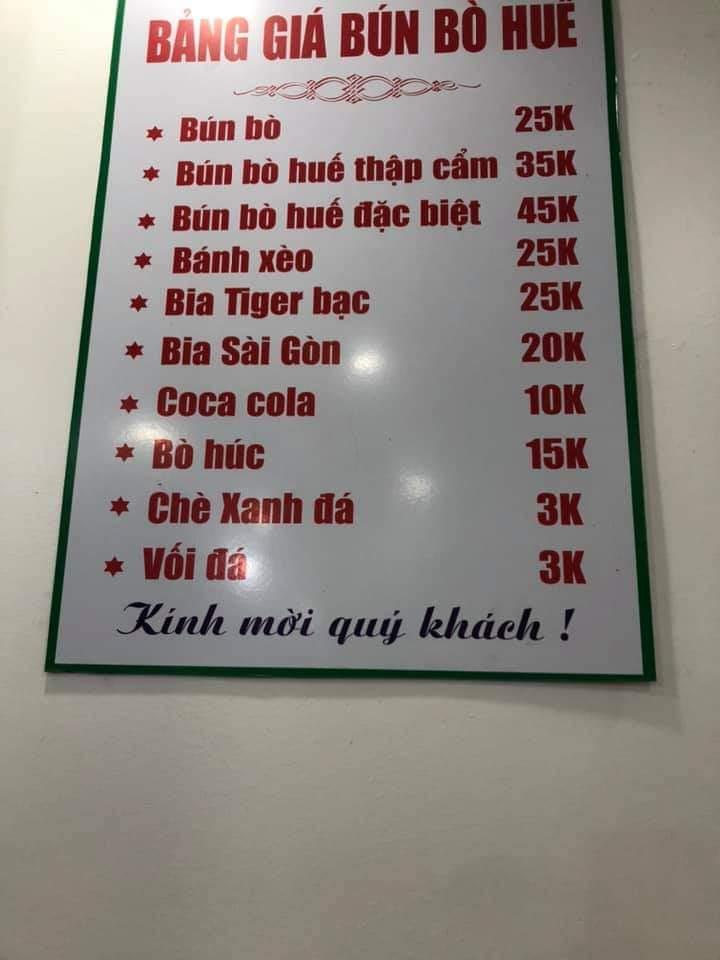 BẢNG GIÁ BÚN BÒ HUẾ
Bún bò 25K
Bún bò huế thập cẩm 35K
Bún bò huế đặc biệt 45K
Bánh xèo 25K
Bia Tiger bạc 25K
Bia Sài Gòn 20K
Coca cola 10K
Bò húc 15K
Chè Xanh đá 3K
Vối đá 3K
Kính mời quý khách !